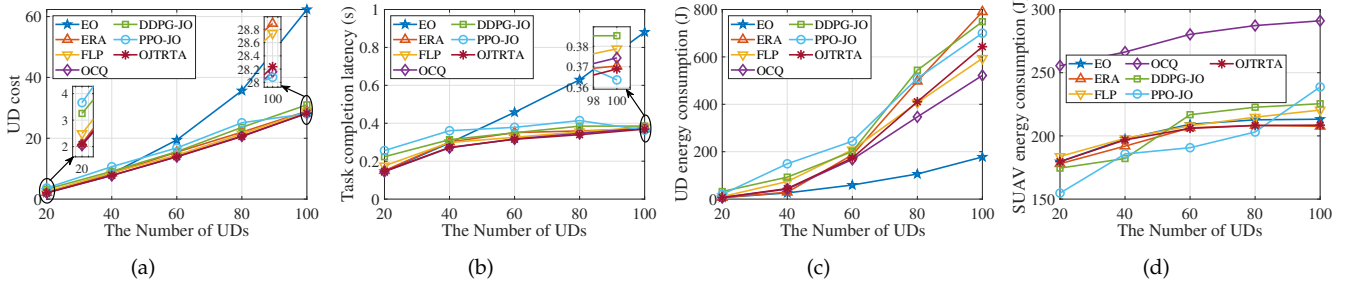 UD cost
60
40
20
0
4
3
2
20
28.8
28.6
28.4
28.2
28
100
EO
ERA
FLP
OCQ
DDPG-JO
PPO-JO
OJTRTA
20 40 60 80 100
The Number of UDs
(a)
Task completion latency (s)
1
0.8
0.6
0.4
0.2
0
0.38
0.37
0.36
98 100
EO
ERA
FLP
OCQ
DDPG-JO
PPO-JO
OJTRTA
20 40 60 80 100
The Number of UDs
(b)
UD energy consumption (J)
800
600
400
200
0
EO
ERA
FLP
OCQ
DDPG-JO
PPO-JO
OJTRTA
20 40 60 80 100
The Number of UDs
(c)
SUAV energy consumption (J)
300
250
200
150
EO
ERA
FLP
OCQ
DDPG-JO
PPO-JO
OJTRTA
20 40 60 80 100
The Number of UDs
(d)